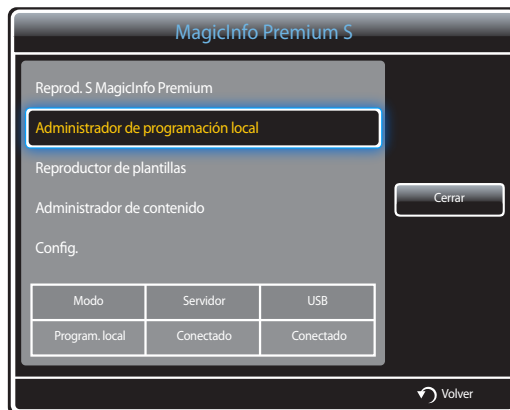 MagicInfo Premium S
Reprod. S MagicInfo Premium
Administrador de programación local
Reproductor de plantillas
Administrador de contenido
Config.
Cerrar
Modo Servidor USB
Program. local Conectado Conectado
Volver